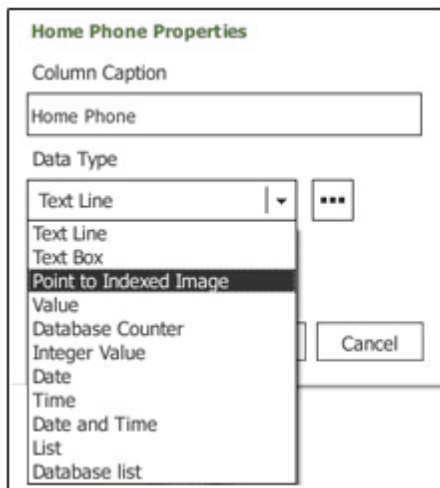 Home Phone Properties
Column Caption
Home Phone
Data Type
Text Line
Text Line
Text Box
Point to Indexed Image
Value
Database Counter
Integer Value
Cancel
Date
Time
Date and Time
List
Database list